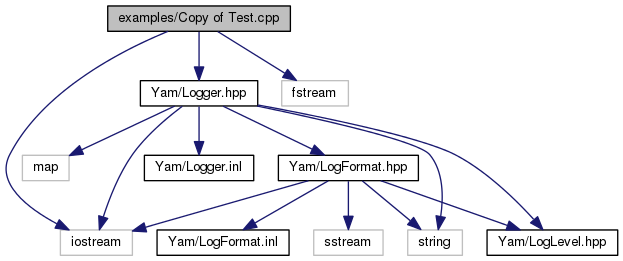 examples/Copy of Test.cpp
Yam/Logger.hpp
fstream
map
Yam/Logger.inl
Yam/LogFormat.hpp
iostream
Yam/LogFormat.inl
sstream
string
Yam/LogLevel.hpp